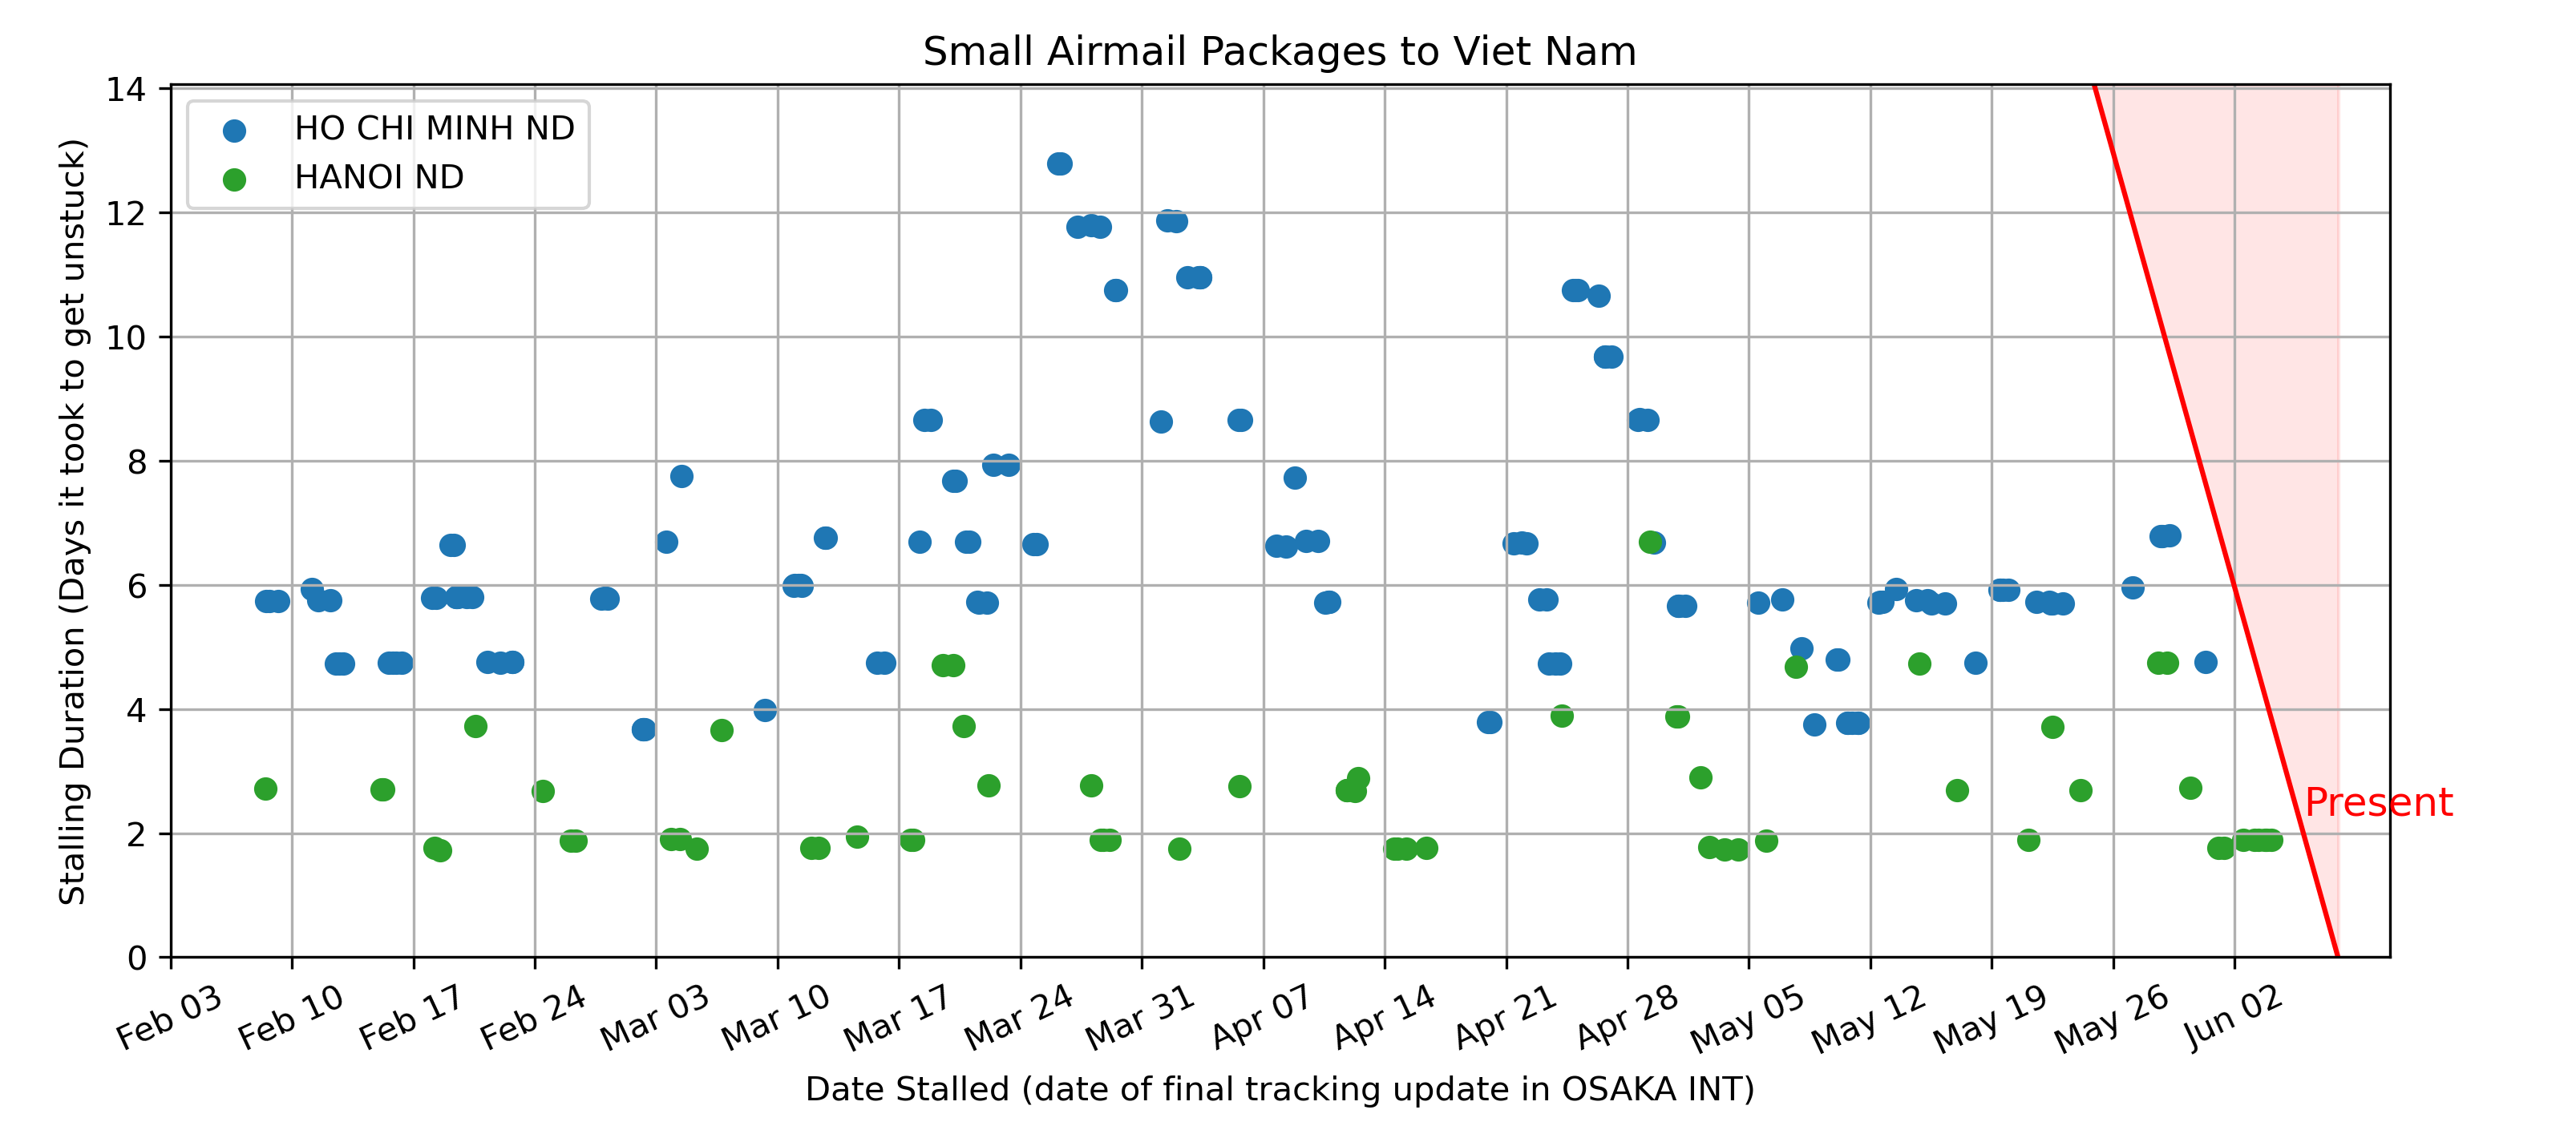 Small Airmail Packages to Viet Nam
HO CHI MINH ND
HANOI ND
Stalling Duration (Days it took to get unstuck)
14
12
10
8
6
4
2
0
Present
Feb 03
Feb 10
Feb 17
Feb 24
Mar 03
Mar 10
Mar 17
Mar 24
Mar 31
Apr 07
Apr 14
Apr 21
Apr 28
May 05
May 12
May 19
May 26
Jun 02
Date Stalled (date of final tracking update in OSAKA INT)